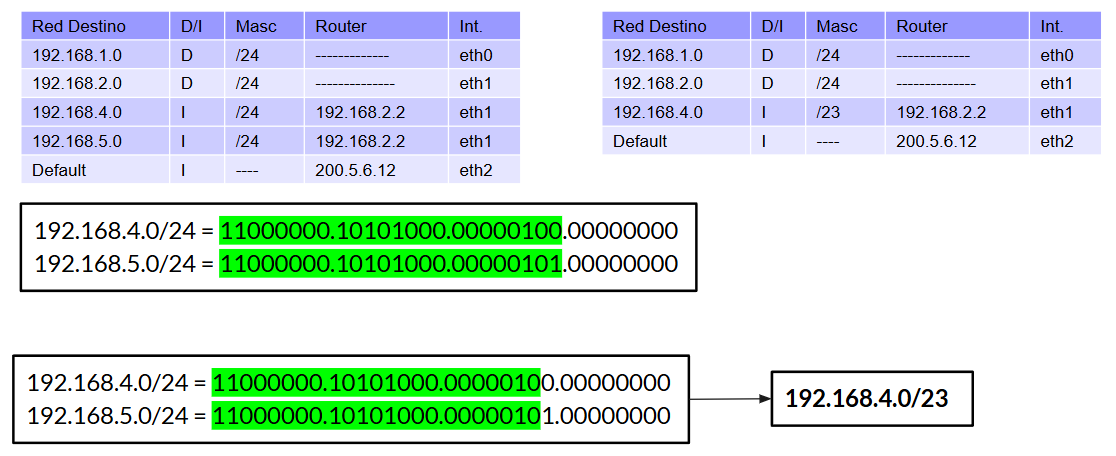 Red Destino D/I Masc Router Int.
192.168.1.0 D /24 ------------- eth0
192.168.2.0 D /24 -------------- eth1
192.168.4.0 I /24 192.168.2.2 eth1
192.168.5.0 I /24 192.168.2.2 eth1
Default I ---- 200.5.6.12 eth2
Red Destino D/I Masc Router Int.
192.168.1.0 D /24 ------------- eth0
192.168.2.0 D /24 -------------- eth1
192.168.4.0 I /23 192.168.2.2 eth1
Default I ---- 200.5.6.12 eth2
192.168.4.0/24 = 11000000.10101000.00000100.00000000
192.168.5.0/24 = 11000000.10101000.00000101.00000000
192.168.4.0/24 = 11000000.10101000.00000100.00000000
192.168.5.0/24 = 11000000.10101000.00000101.00000000
192.168.4.0/23